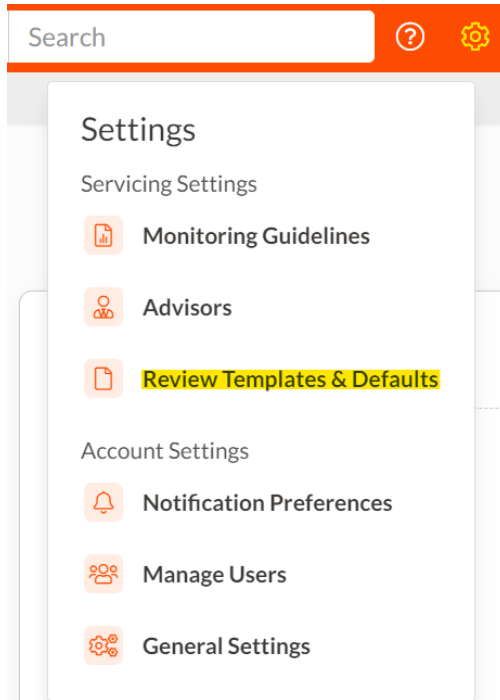 Search
Settings
Servicing Settings
Monitoring Guidelines
Advisors
Review Templates & Defaults
Account Settings
Notification Preferences
Manage Users
General Settings